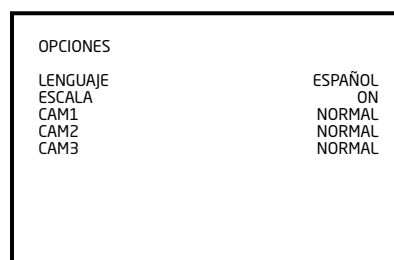 OPCIONES
LENGUAJE ESPAÑOL
ESCALA ON
CAM1 NORMAL
CAM2 NORMAL
CAM3 NORMAL